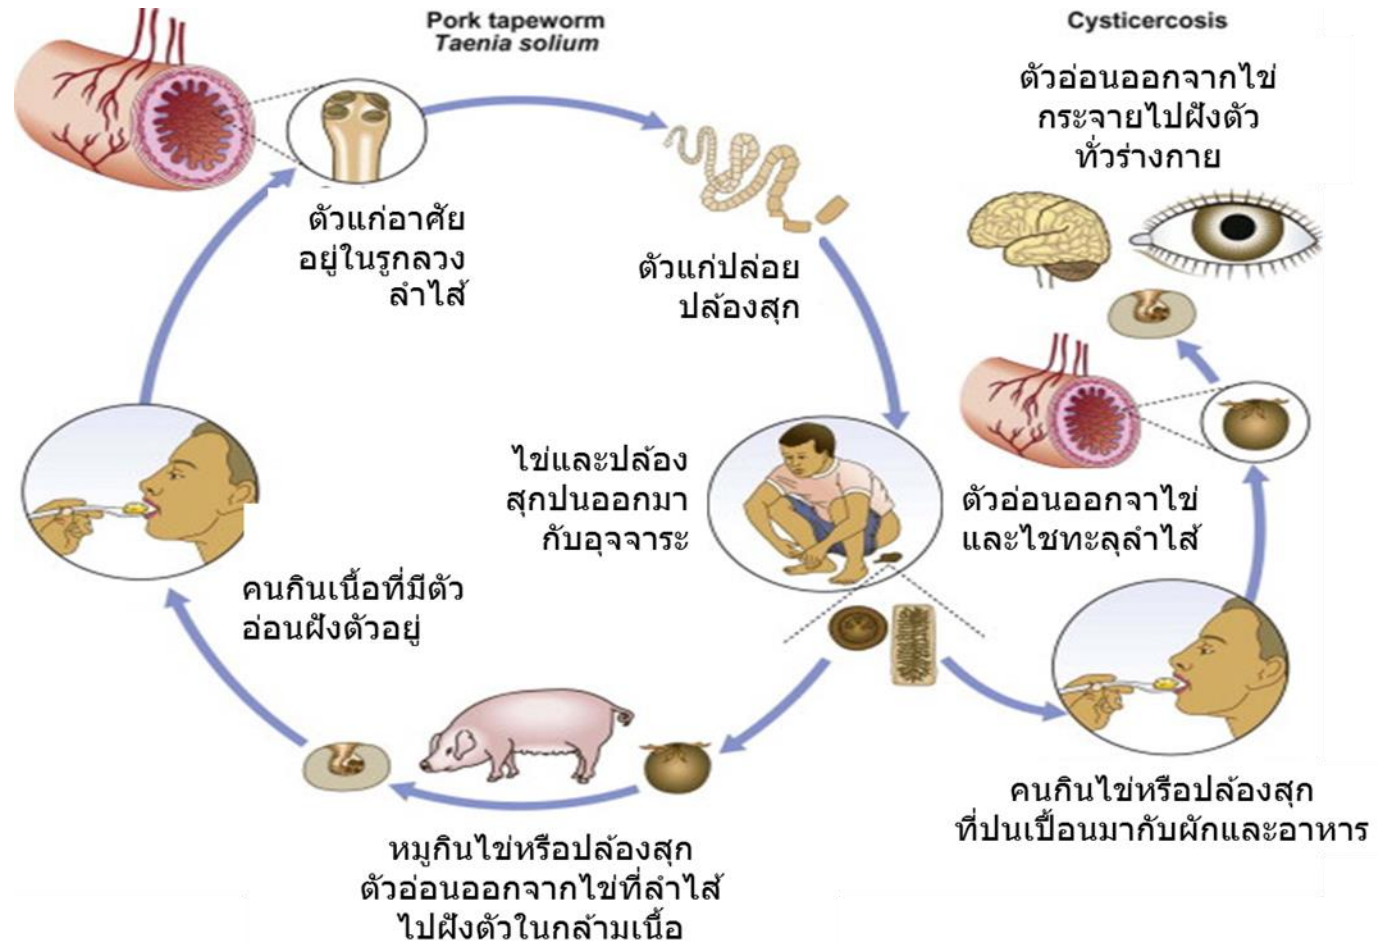 Pork tapeworm
Taenia solium
ตัวแก่อาศัย
อยู่ในรูกลวง
ลำไส้
ตัวแก่ปล่อย
ปล้องสุก
ไข่และปล้อง
สุกปนออกมา
กับอุจจาระ
คนกินเนื้อที่มีตัว
อ่อนฝังตัวอยู่
หมูกินไข่หรือปล้องสุก
ตัวอ่อนออกจากไข่ที่ลำไส้
ไปฝังตัวในกล้ามเนื้อ
Cysticercosis
ตัวอ่อนออกจากไข่
กระจายไปฝังตัว
ทั่วร่างกาย
ตัวอ่อนออกจาไข่
และไชทะลุลำไส้
คนกินไข่หรือปล้องสุก
ที่ปนเปื้อนมากับผักและอาหาร